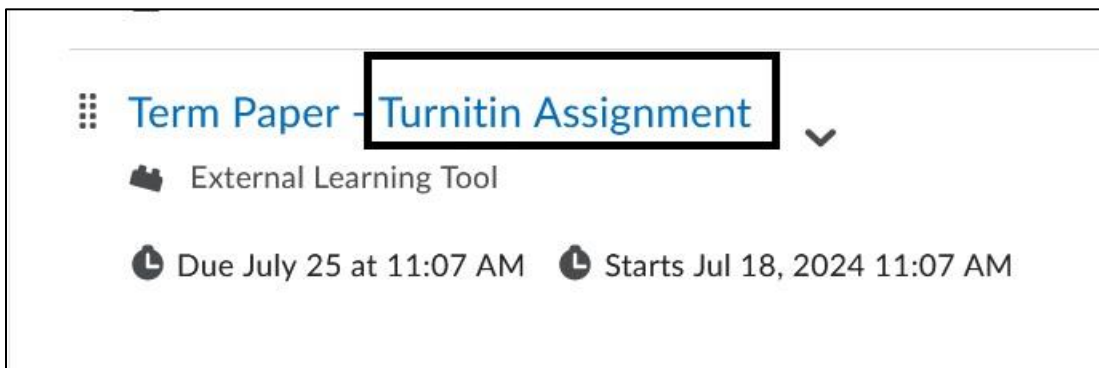 Term Paper - Turnitin Assignment
External Learning Tool
Due July 25 at 11:07 AM Starts Jul 18, 2024 11:07 AM